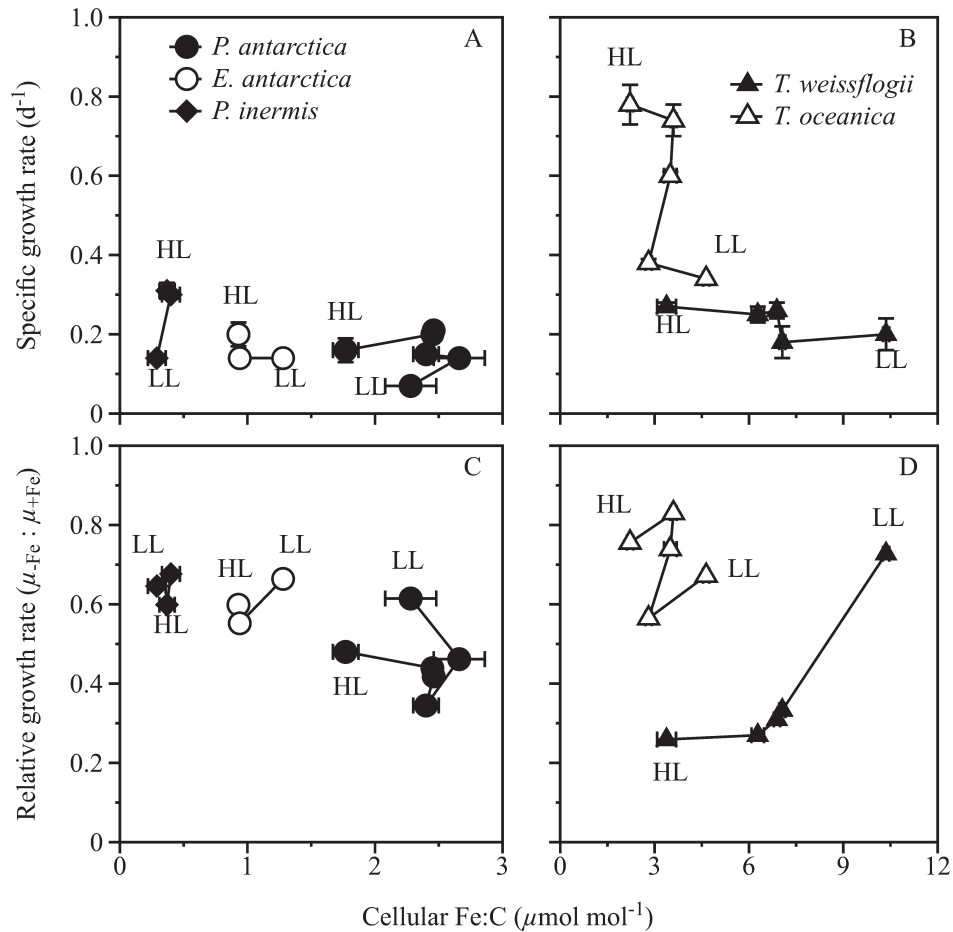 A
P. antarctica
E. antarctica
P. inermis
HL
HL
HL
LL
LL
LL
1.0
0.8
0.6
0.4
0.2
0
Specific growth rate (d-1)
B
HL
T. weissflogii
T. oceanica
LL
HL
LL
C
LL
HL
HL
LL
LL
HL
1.0
0.8
0.6
0.4
0.2
0
Relative growth rate (μ-Fe : μ+Fe)
0 1 2 3
D
HL
LL
LL
HL
0 3 6 9 12
Cellular Fe:C (μmol mol-1)